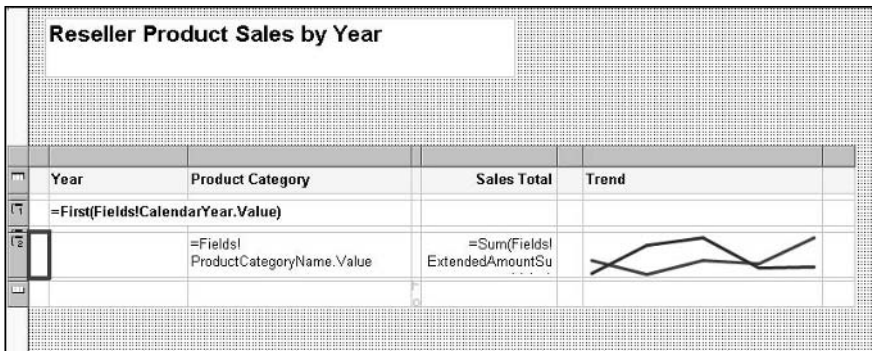 Reseller Product Sales by Year
Year Product Category Sales Total Trend
=First(Fields!CalendarYear.Value)
=Fields! =Sum(Fields!
ProductCategoryName.Value ExtendedAmountSu